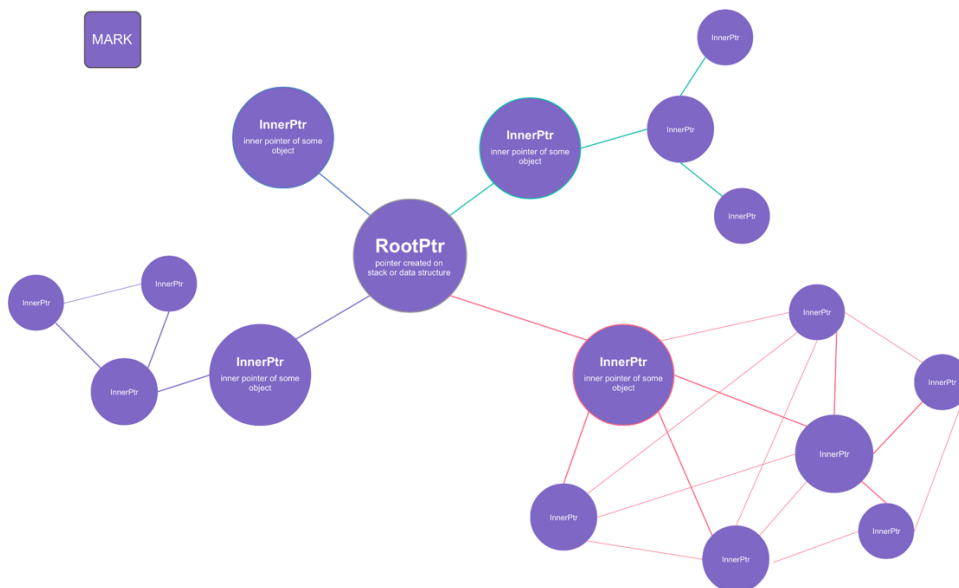 MARK
InnerPtr
InnerPtr
inner pointer of some
object
InnerPtr
inner pointer of some
object
InnerPtr
InnerPtr
RootPtr
pointer created on
stack or data structure
InnerPtr
InnerPtr
InnerPtr
InnerPtr
inner pointer of some
object
InnerPtr
InnerPtr
inner pointer of some
object
InnerPtr
InnerPtr
InnerPtr
InnerPtr
InnerPtr
InnerPtr